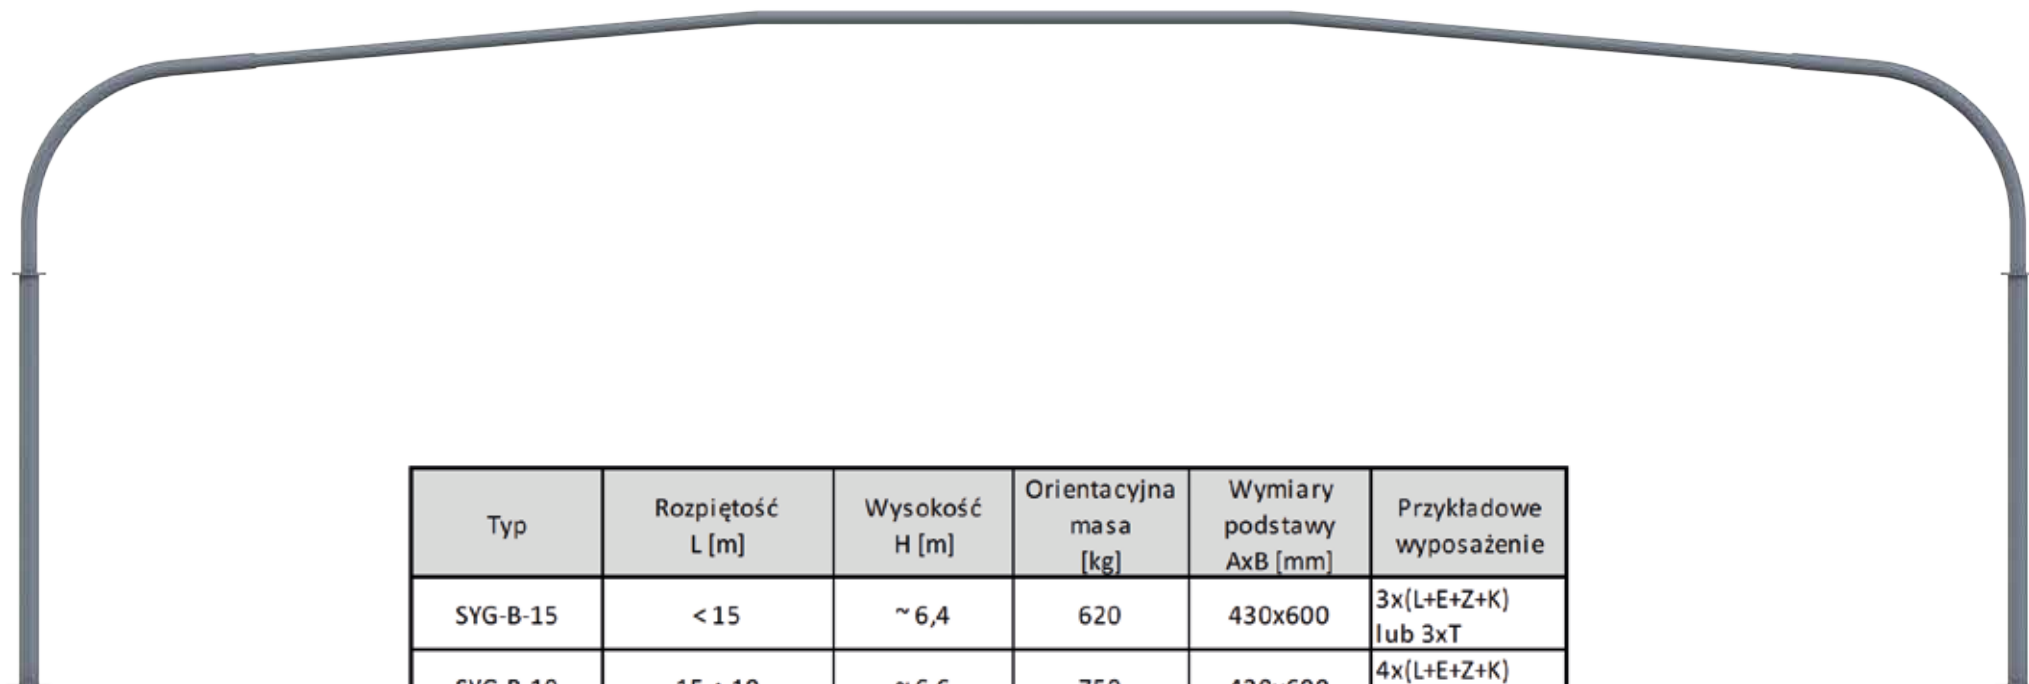 Typ
Rozpiętość
L [m]
Wysokość
H [m]
Orientacyjna
masa
[kg]
Wymiary
podstawy
AxB [mm]
Przykładowe
wyposażenie
SYG-B-15
< 15
~ 6,4
620
430x600
3x(L+E+Z+K)
lub 3xT
4x(L+E+Z+K)